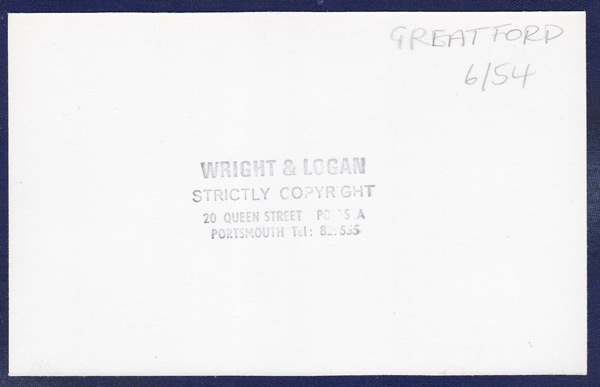 GREATFORD
6/54
WRIGHT & LOGAN
STRICTLY COPYRIGHT
20 QUEEN STREET
PORTSMOUTH Tel: